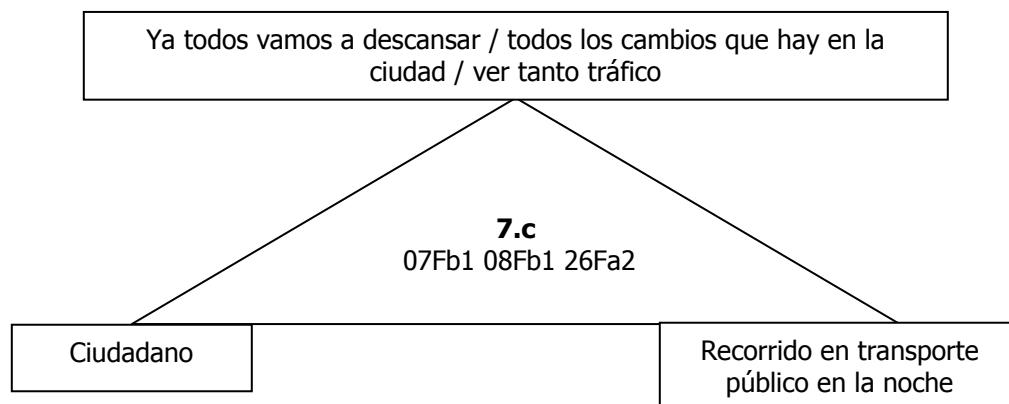 Ya todos vamos a descansar / todos los cambios que hay en la
ciudad / ver tanto tráfico
7.c
07Fb1 08Fb1 26Fa2
Ciudadano
Recorrido en transporte
público en la noche